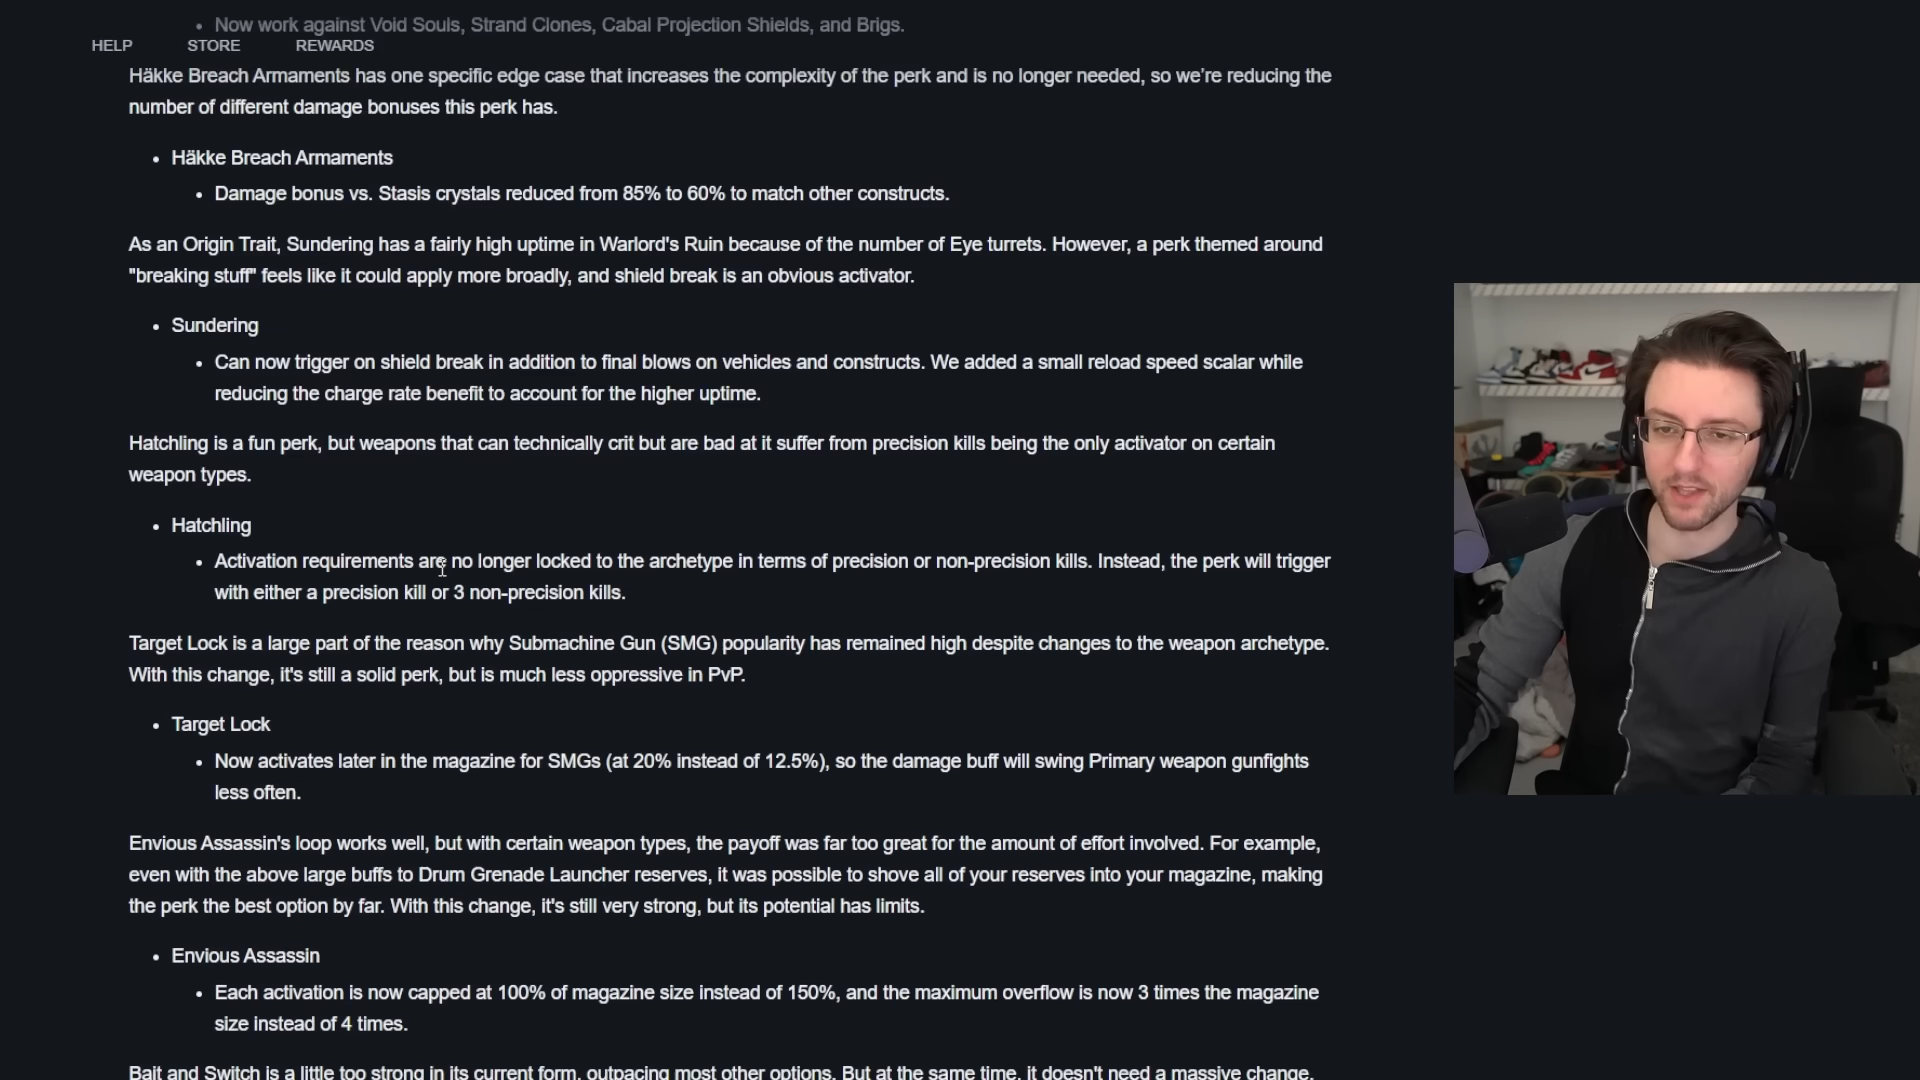 Now work against Void Souls, Strand Clones, Cabal Projection Shields, and Brigs.
HELP STORE REWARDS
Häkke Breach Armaments has one specific edge case that increases the complexity of the perk and is no longer needed, so we're reducing the
number of different damage bonuses this perk has.
Häkke Breach Armaments
Damage bonus vs. Stasis crystals reduced from 85% to 60% to match other constructs.
As an Origin Trait, Sundering has a fairly high uptime in Warlord's Ruin because of the number of Eye turrets. However, a perk themed around
"breaking stuff" feels like it could apply more broadly, and shield break is an obvious activator.
Sundering
Can now trigger on shield break in addition to final blows on vehicles and constructs. We added a small reload speed scalar while
reducing the charge rate benefit to account for the higher uptime.
Hatchling is a fun perk, but weapons that can technically crit but are bad at it suffer from precision kills being the only activator on certain
weapon types.
Hatchling
Activation requirements are no longer locked to the archetype in terms of precision or non-precision kills. Instead, the perk will trigger
with either a precision kill or 3 non-precision kills.
Target Lock is a large part of the reason why Submachine Gun (SMG) popularity has remained high despite changes to the weapon archetype.
With this change, it's still a solid perk, but is much less oppressive in PvP.
Target Lock
Now activates later in the magazine for SMGs (at 20% instead of 12.5%), so the damage buff will swing Primary weapon gunfights
less often.
Envious Assassin's loop works well, but with certain weapon types, the payoff was far too great for the amount of effort involved. For example,
even with the above large buffs to Drum Grenade Launcher reserves, it was possible to shove all of your reserves into your magazine, making
the perk the best option by far. With this change, it's still very strong, but its potential has limits.
Envious Assassin
Each activation is now capped at 100% of magazine size instead of 150%, and the maximum overflow is now 3 times the magazine
size instead of 4 times.
Bait and Switch is a little too strong in its current form, outpacing most other options. But at the same time, it doesn't need a massive change,